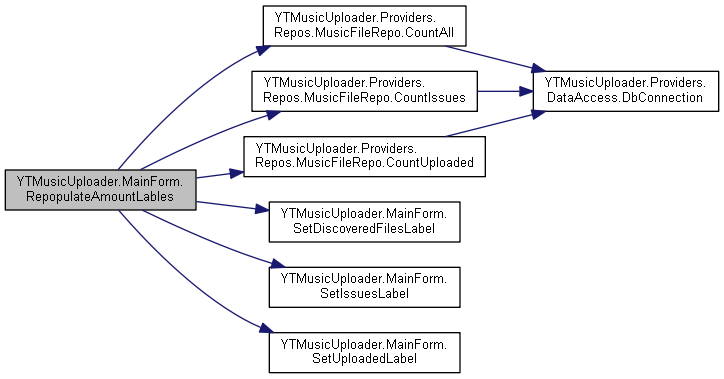 YTMusicUploader.Providers.
Repos.MusicFileRepo.CountAll
YTMusicUploader.Providers.
Repos.MusicFileRepo.CountIssues
YTMusicUploader.Providers.
DataAccess.DbConnection
YTMusicUploader.Providers.
Repos.MusicFileRepo.CountUploaded
YTMusicUploader.MainForm.
RepopulateAmountLables
YTMusicUploader.MainForm.
SetDiscoveredFilesLabel
YTMusicUploader.MainForm.
SetIssuesLabel
YTMusicUploader.MainForm.
SetUploadedLabel